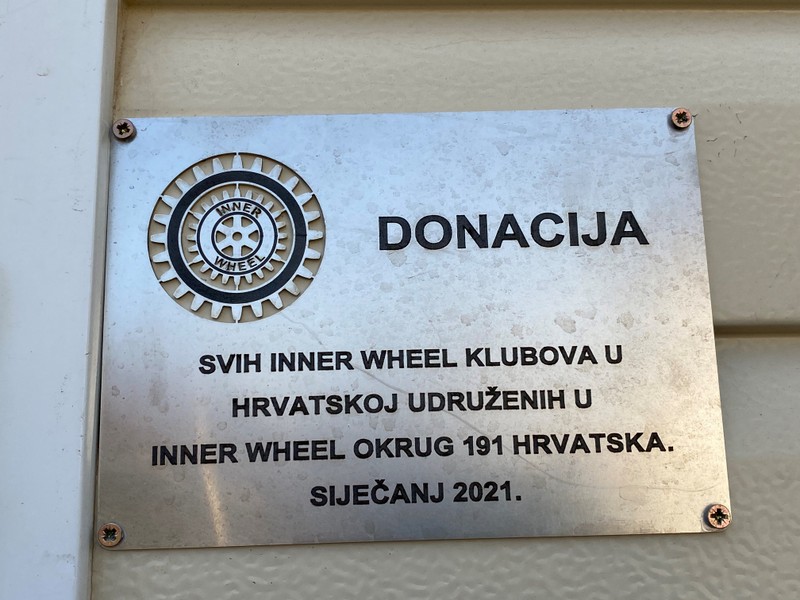 INNER
WHEEL
DONACIJA
SVIH INNER WHEEL KLUBOVA U
HRVATSKOJ UDRUŽENIH U
INNER WHEEL OKRUG 191 HRVATSKA.
SIJEČANJ 2021.